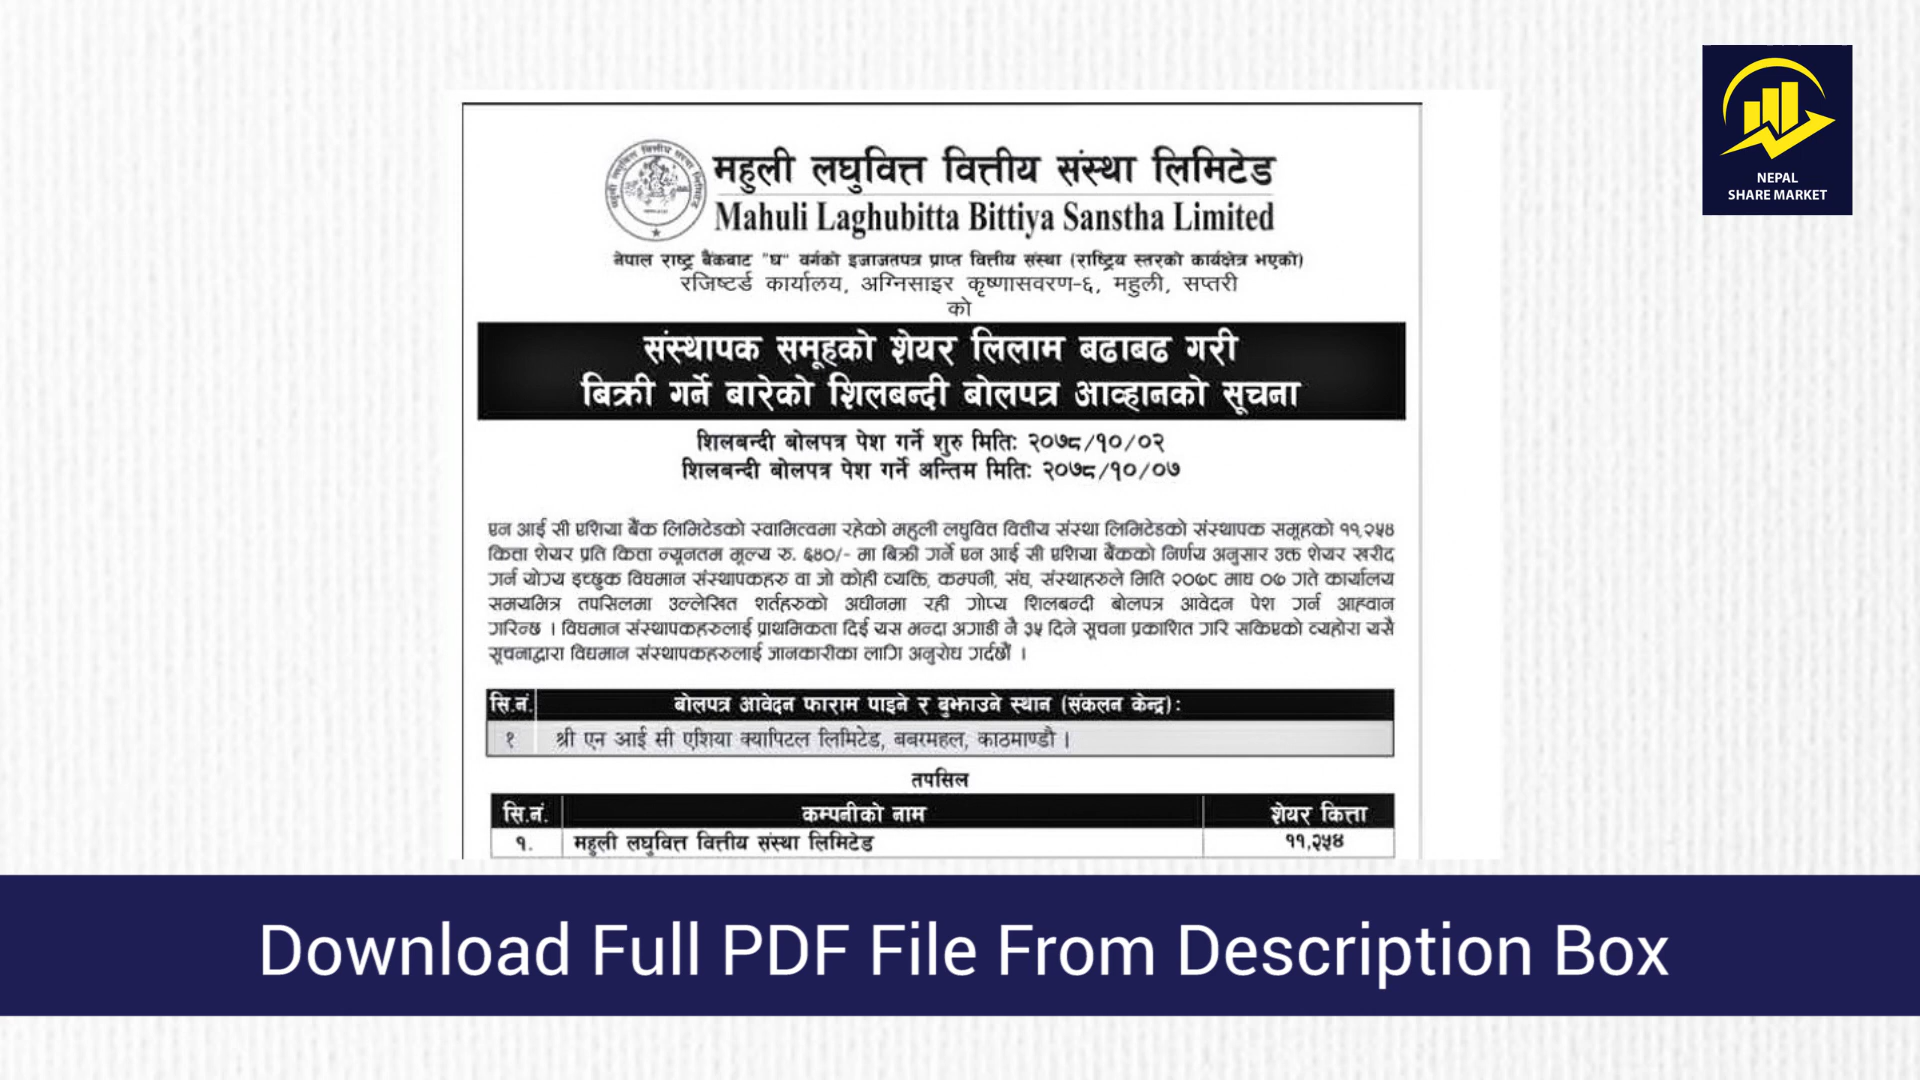 NEPAL
SHARE MARKET
महुली लघुवित्त वित्तीय संस्था लिमिटेड
Mahuli Laghubitta Bittiya Sanstha Limited
नेपाल राष्ट्र बैंकबाट "घ" वर्गको इजाजतपत्र प्राप्त वित्तीय संस्था (राष्ट्रिय स्तरको कार्यक्षेत्र भएको)
रजिष्टर्ड कार्यालय, अग्निसाइर कृष्णासवरण-६, महुली, सप्तरी
को
संस्थापक समूहको शेयर लिलाम बढाबढ गरी
बिक्री गर्ने बारेको शिलबन्दी बोलपत्र आव्हानको सूचना
शिलबन्दी बोलपत्र पेश गर्ने शुरु मितिः २०७८/१०/०२
शिलबन्दी बोलपत्र पेश गर्ने अन्तिम मितिः २०७८/१०/०७
एन आई सी एशिया बैंक लिमिटेडको स्वामित्वमा रहेको महुली लघुवित्त वित्तीय संस्था लिमिटेडको संस्थापक समूहको ११,२५४
कित्ता शेयर प्रति कित्ता न्यूनतम मूल्य रु. ६४०/- मा बिक्री गर्ने एन आई सी एशिया बैंकको निर्णय अनुसार उक्त शेयर खरीद
गर्न योग्य इच्छुक विद्यमान संस्थापकहरु वा जो कोही व्यक्ति, कम्पनी, संघ, संस्थाहरुले मिति २०७८ माघ ०७ गते कार्यालय
समयभित्र तपसिलमा उल्लेखित शर्तहरुको अधीनमा रही गोप्य शिलबन्दी बोलपत्र आवेदन पेश गर्न आह्वान
गरिन्छ । विद्यमान संस्थापकहरुलाई प्राथमिकता दिई यस भन्दा अगाडी नै ३५ दिने सूचना प्रकाशित गरि सकिएको व्यहोरा यसै
सूचनाद्वारा विद्यमान संस्थापकहरुलाई जानकारीका लागि अनुरोध गर्दछौं ।
सि.नं. बोलपत्र आवेदन फाराम पाइने र बुझाउने स्थान (संकलन केन्द्र) :
१ श्री एन आई सी एशिया क्यापिटल लिमिटेड, बबरमहल, काठमाण्डौ ।
तपसिल
सि.नं. कम्पनीको नाम शेयर कित्ता
१. महुली लघुवित्त वित्तीय संस्था लिमिटेड ११,२५४
Download Full PDF File From Description Box